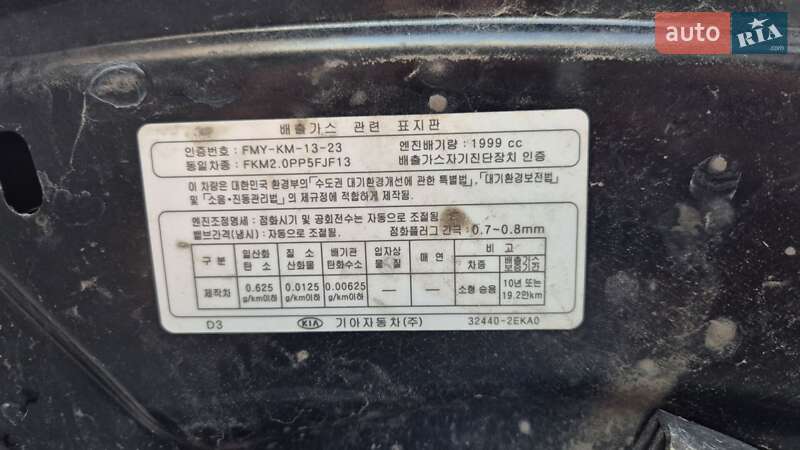 auto RIA
배출가스 관련 표지판
인증번호 : FMY-KM-13-23 엔진배기량 : 1999 cc
동일차종 : FKM2.0PP5FJF13 배출가스자기진단장치 인증
이 차량은 대한민국 환경부의 「수도권 대기환경개선에 관한 특별법」, 「대기환경보전법」
및 「소음·진동관리법」의 제규정에 적합하게 제작됨.
엔진조정명세 : 점화시기 및 공회전수는 자동으로 조절됨
밸브간격(냉시) : 자동으로 조절됨. 점화플러그 간극 : 0.7~0.8mm
구 분 일산화탄 소 질 소산화물 배기관탄화수소 입자상물 질 매 연 비 고
차종 배출가스보증기간
제작차 0.625 g/km이하 0.0125 g/km이하 0.00625 g/km이하 — — 소형 승용 10년 또는 19.2만km
D3 KIA 기아자동차(주) 32440-2EKA0